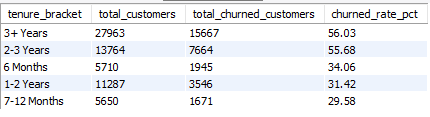 tenure_bracket total_customers total_churned_customers churned_rate_pct
3+ Years 27963 15667 56.03
2-3 Years 13764 7664 55.68
6 Months 5710 1945 34.06
1-2 Years 11287 3546 31.42
7-12 Months 5650 1671 29.58